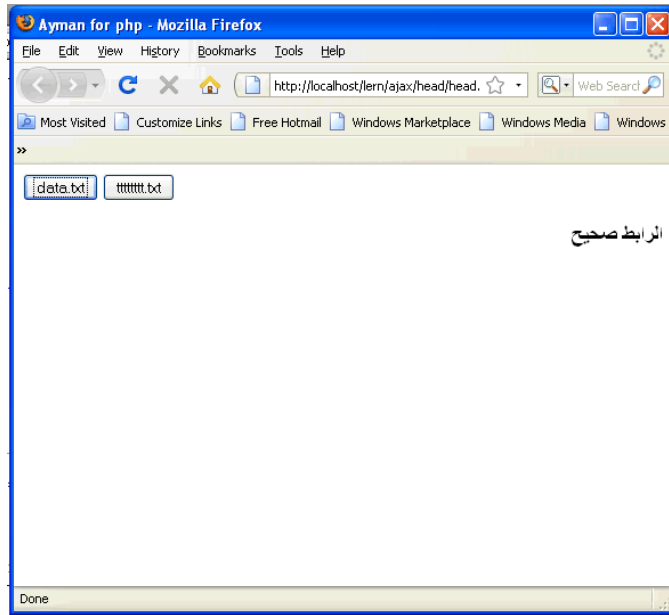 Ayman for php - Mozilla Firefox
File Edit View History Bookmarks Tools Help
http://localhost/lern/ajax/head/head. Web Search
Most Visited Customize Links Free Hotmail Windows Marketplace Windows Media Windows
»
data.txt tttttttt.txt
الرابط صحيح
Done